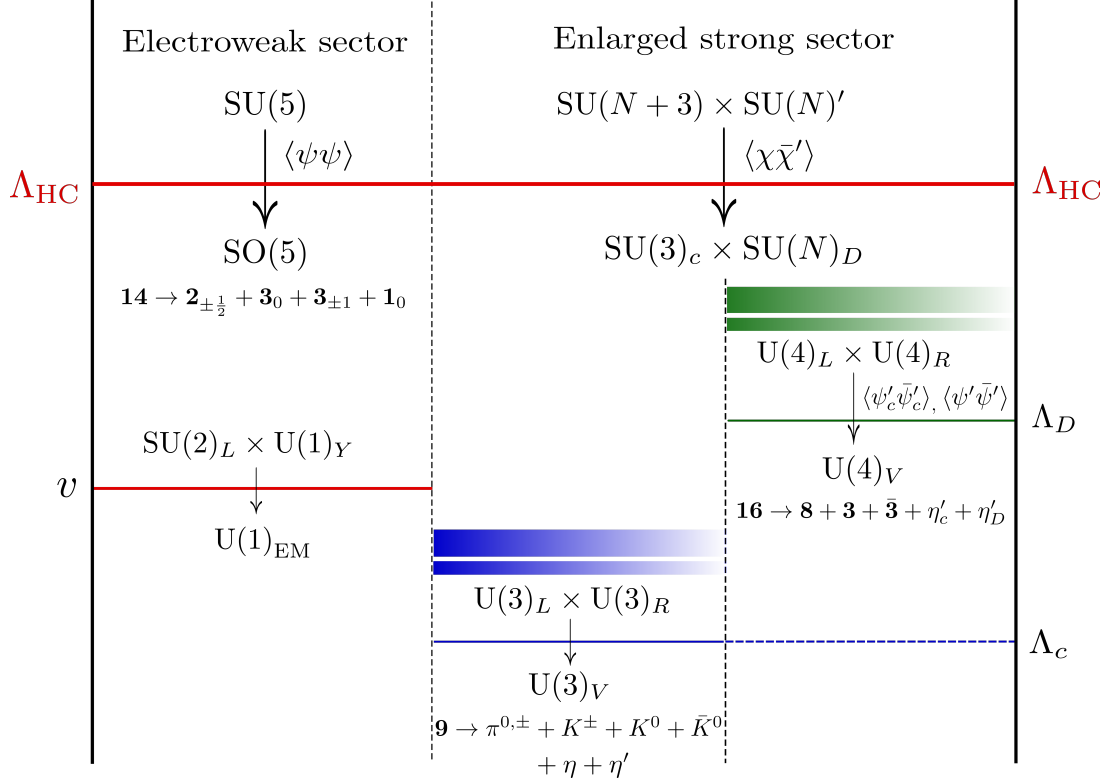 Electroweak sector
Enlarged strong sector
SU(5)
SU(N + 3) × SU(N)′
⟨ψψ⟩
⟨χχ̄′⟩
Λ_HC
Λ_HC
SO(5)
SU(3)_c × SU(N)_D
14 → 2_{±1/2} + 3_0 + 3_{±1} + 1_0
U(4)_L × U(4)_R
⟨ψ′_c ψ̄′_c⟩, ⟨ψ′ψ̄′⟩
Λ_D
SU(2)_L × U(1)_Y
U(4)_V
v
16 → 8 + 3 + 3̄ + η′_c + η′_D
U(1)_EM
U(3)_L × U(3)_R
Λ_c
U(3)_V
9 → π^{0,±} + K^± + K^0 + K̄^0
+ η + η′